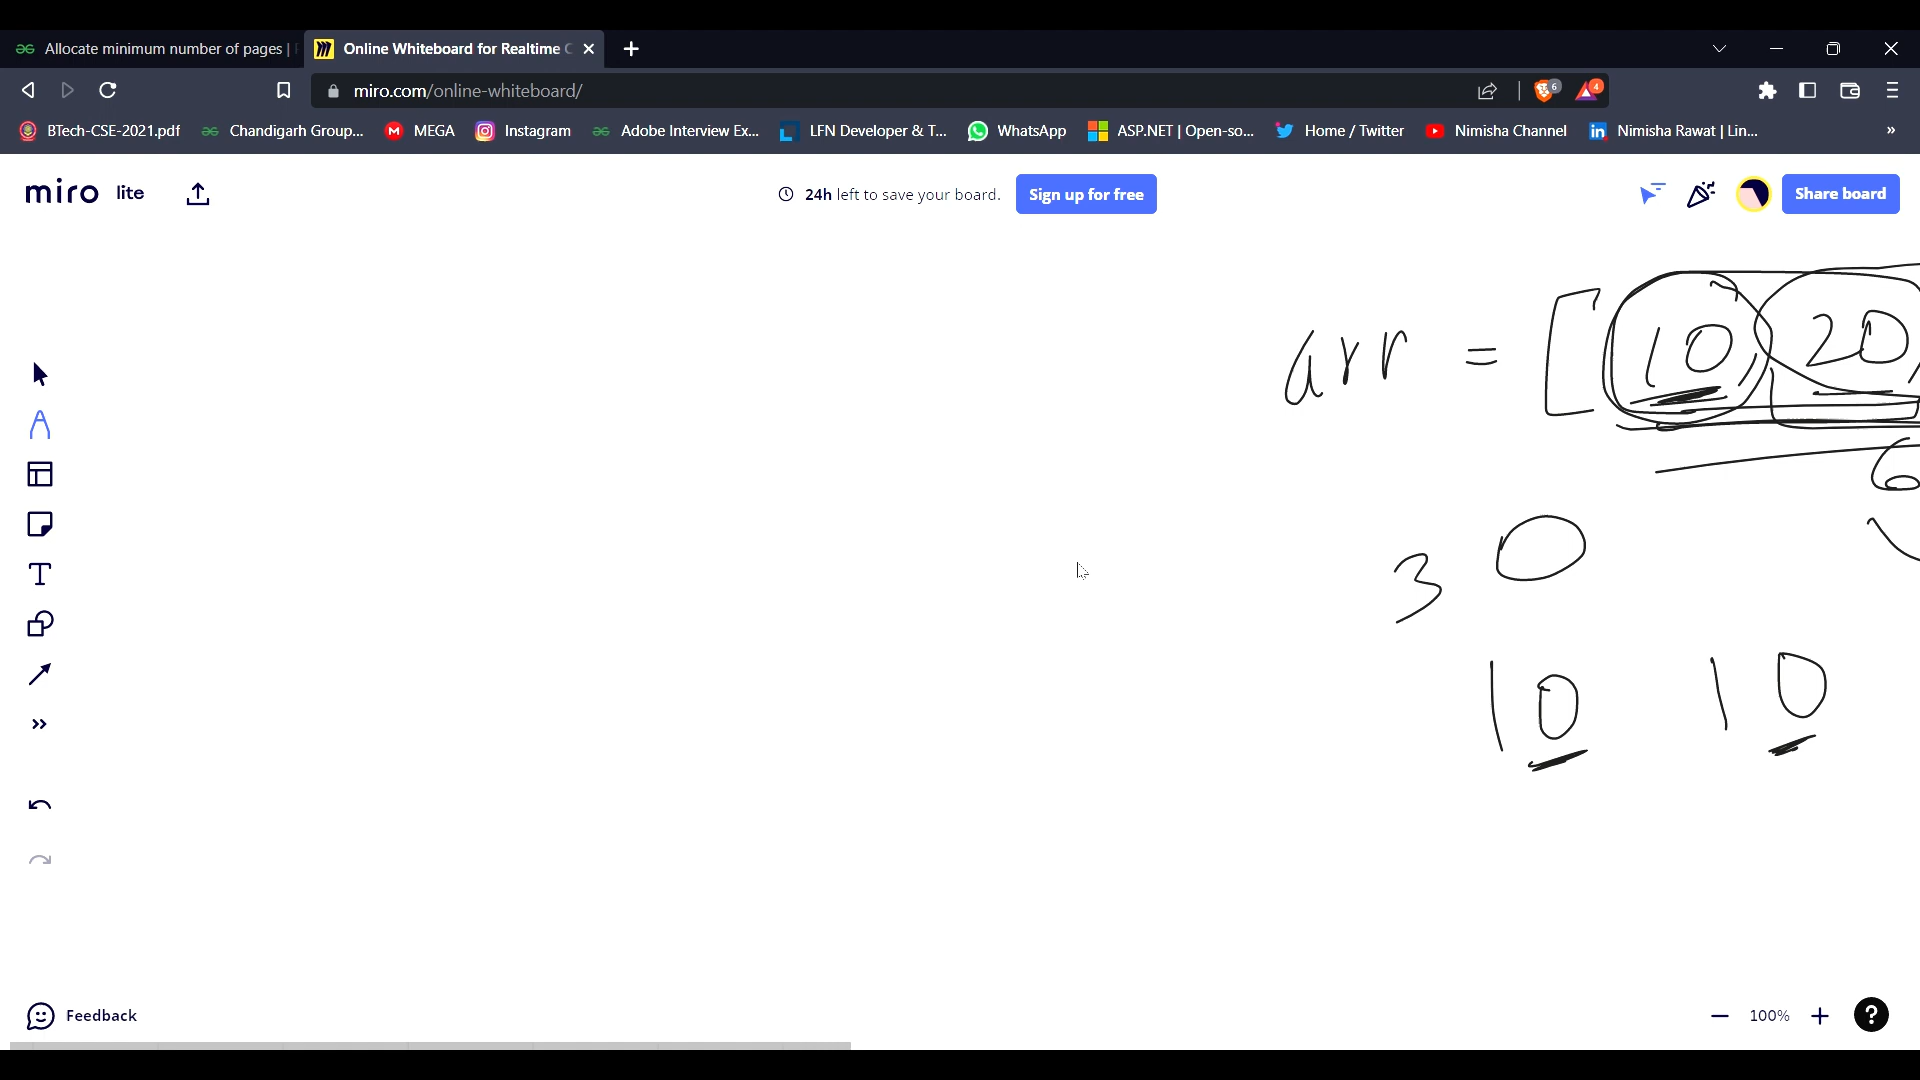 Allocate minimum number of pages |
Online Whiteboard for Realtime C
miro.com/online-whiteboard/
6
4
BTech-CSE-2021.pdf
Chandigarh Group...
MEGA
Instagram
Adobe Interview Ex...
LFN Developer & T...
WhatsApp
ASP.NET | Open-so...
Home / Twitter
Nimisha Channel
Nimisha Rawat | Lin...
»
miro lite
24h left to save your board.
Sign up for free
Share board
arr = [ 10, 20,
6
30
10 10
Feedback
100%